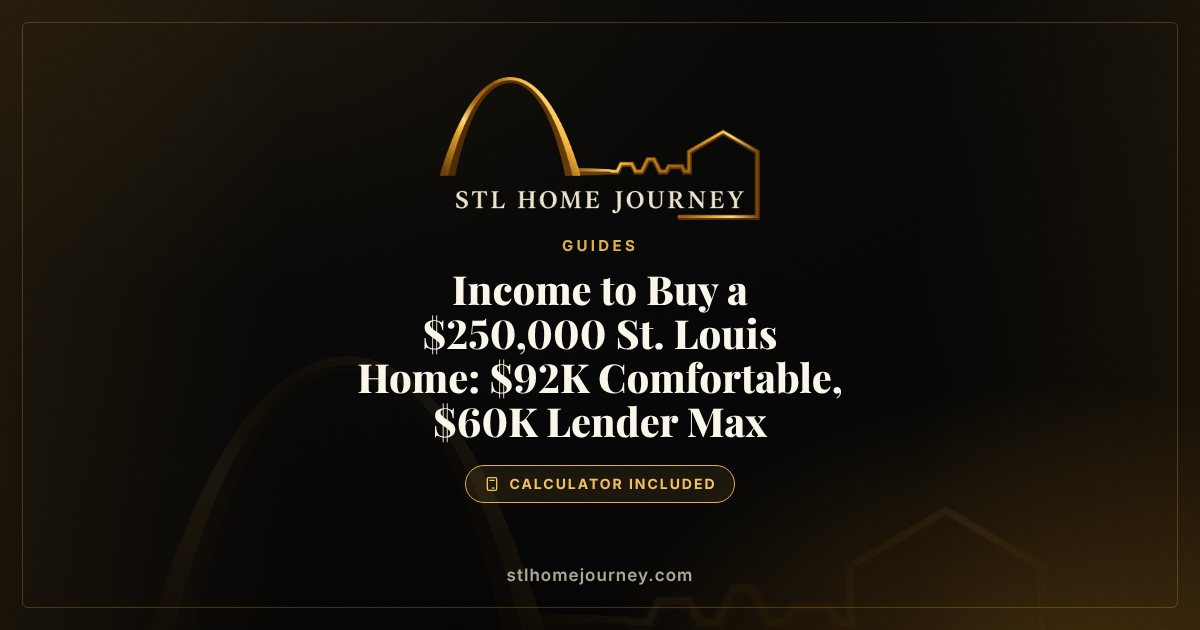 STL HOME JOURNEY
GUIDES
Income to Buy a
$250,000 St. Louis
Home: $92K Comfortable,
$60K Lender Max
CALCULATOR INCLUDED
stlhomejourney.com